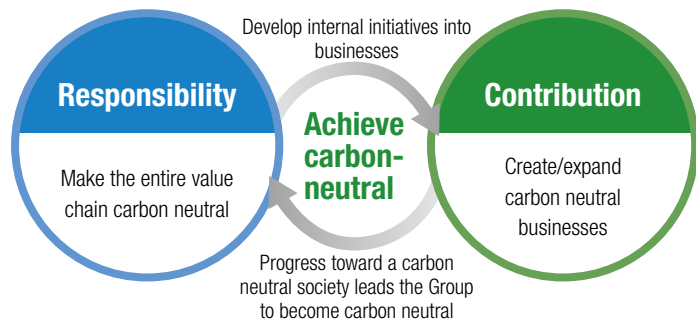 Develop internal initiatives into
businesses
Responsibility
Make the entire value
chain carbon neutral
Achieve
carbon-
neutral
Contribution
Create/expand
carbon neutral
businesses
Progress toward a carbon
neutral society leads the Group
to become carbon neutral